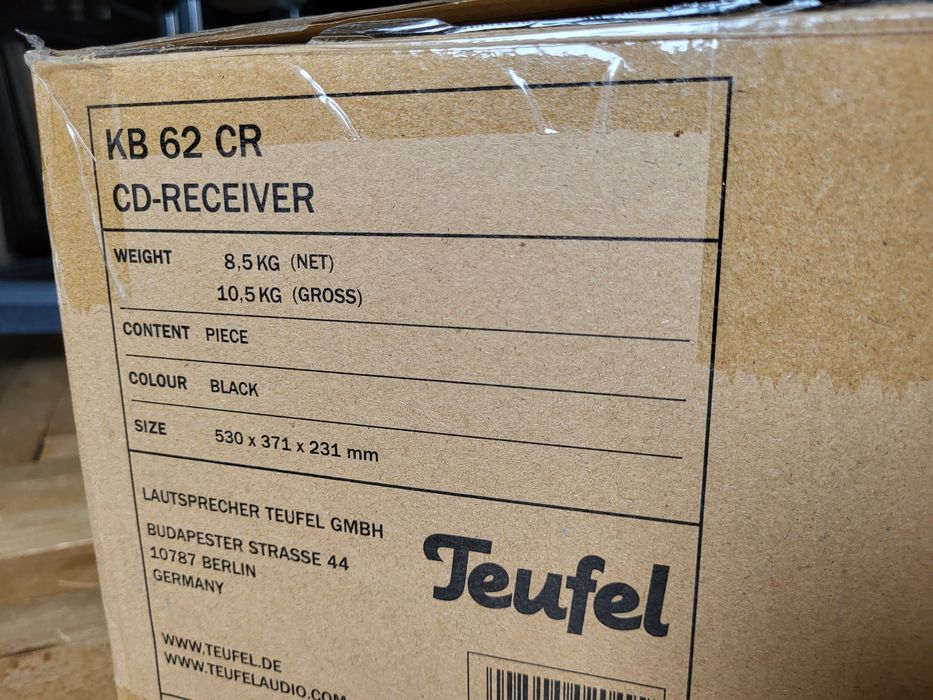 KB 62 CR
CD-RECEIVER
WEIGHT 8,5 KG (NET)
10,5 KG (GROSS)
CONTENT PIECE
COLOUR BLACK
SIZE 530 x 371 x 231 mm
LAUTSPRECHER TEUFEL GMBH
BUDAPESTER STRASSE 44
10787 BERLIN
GERMANY
Teufel
WWW.TEUFEL.DE
WWW.TEUFELAUDIO.COM